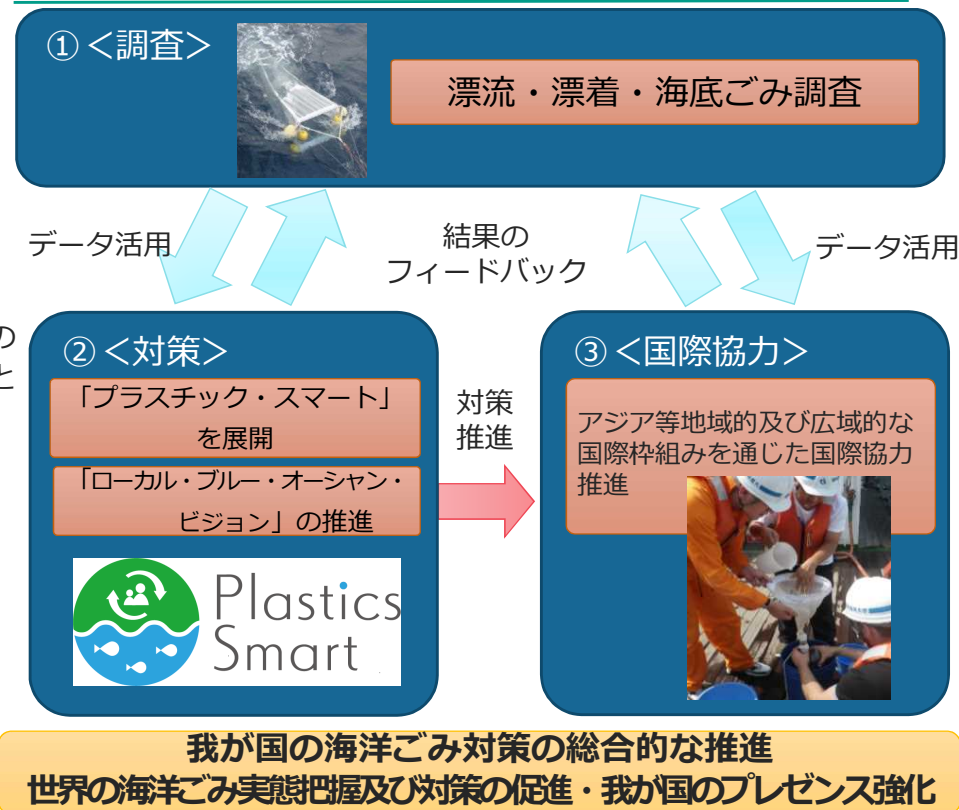 ①＜調査＞
漂流・漂着・海底ごみ調査
データ活用
結果の
フィードバック
データ活用
の
と
②＜対策＞
「プラスチック・スマート」
を展開
「ローカル・ブルー・オーシャン・
ビジョン」の推進
Plastics
Smart
対策
推進
③＜国際協力＞
アジア等地域的及び広域的な
国際枠組みを通じた国際協力
推進
我が国の海洋ごみ対策の総合的な推進
世界の海洋ごみ実態把握及び対策の促進・我が国のプレゼンス強化